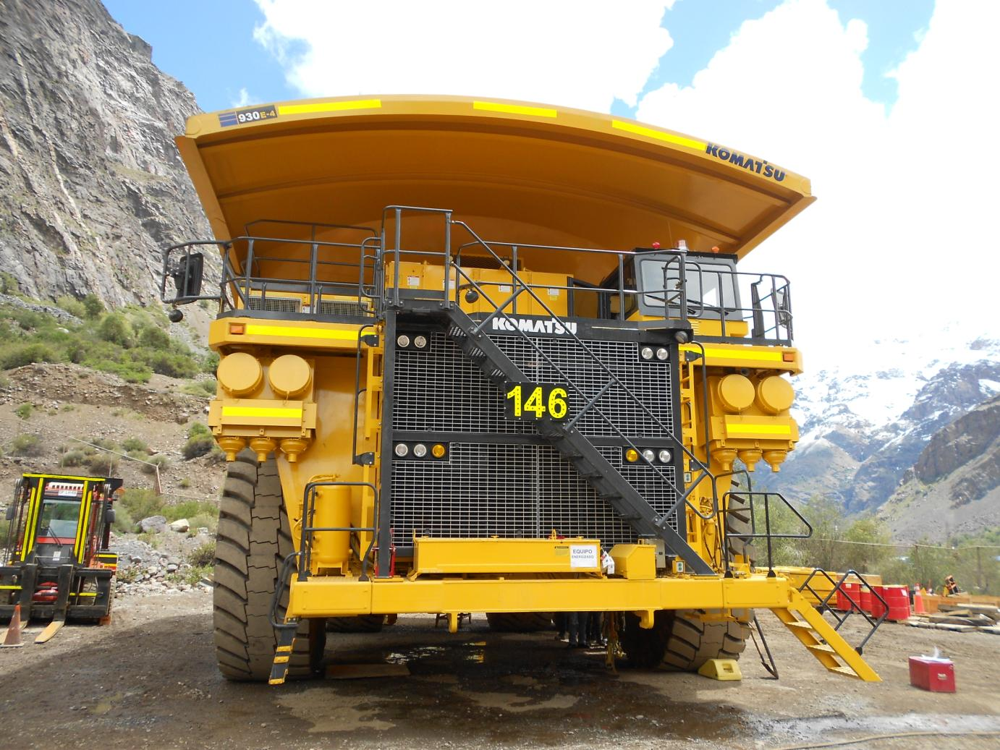 930E-4
KOMATSU
KOMATSU
146
EQUIPO
ENERGIZADO